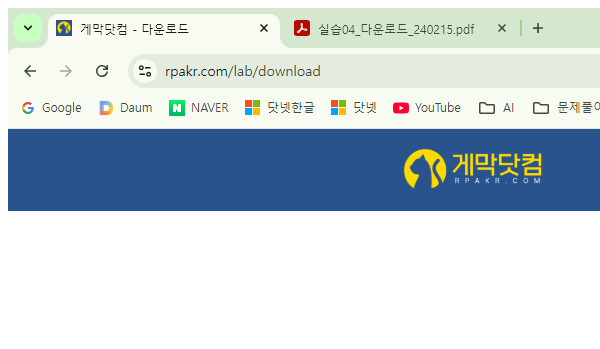 게막닷컴 - 다운로드
실습04_다운로드_240215.pdf
rpakr.com/lab/download
Google Daum NAVER 닷넷한글 닷넷 YouTube AI 문제풀이
게막닷컴
RPAKR.COM